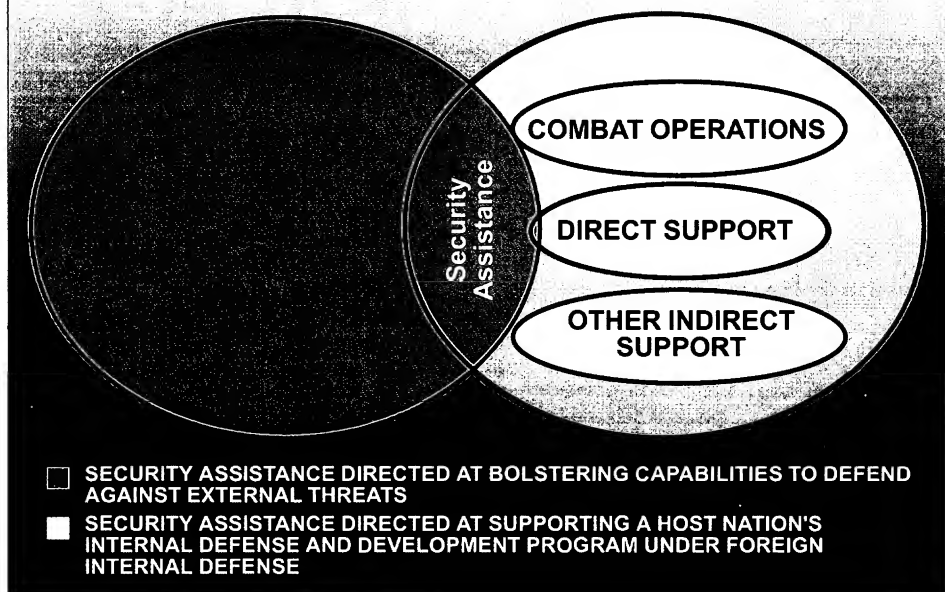 Security
Assistance
COMBAT OPERATIONS
DIRECT SUPPORT
OTHER INDIRECT
SUPPORT
SECURITY ASSISTANCE DIRECTED AT BOLSTERING CAPABILITIES TO DEFEND
AGAINST EXTERNAL THREATS
SECURITY ASSISTANCE DIRECTED AT SUPPORTING A HOST NATION'S
INTERNAL DEFENSE AND DEVELOPMENT PROGRAM UNDER FOREIGN
INTERNAL DEFENSE